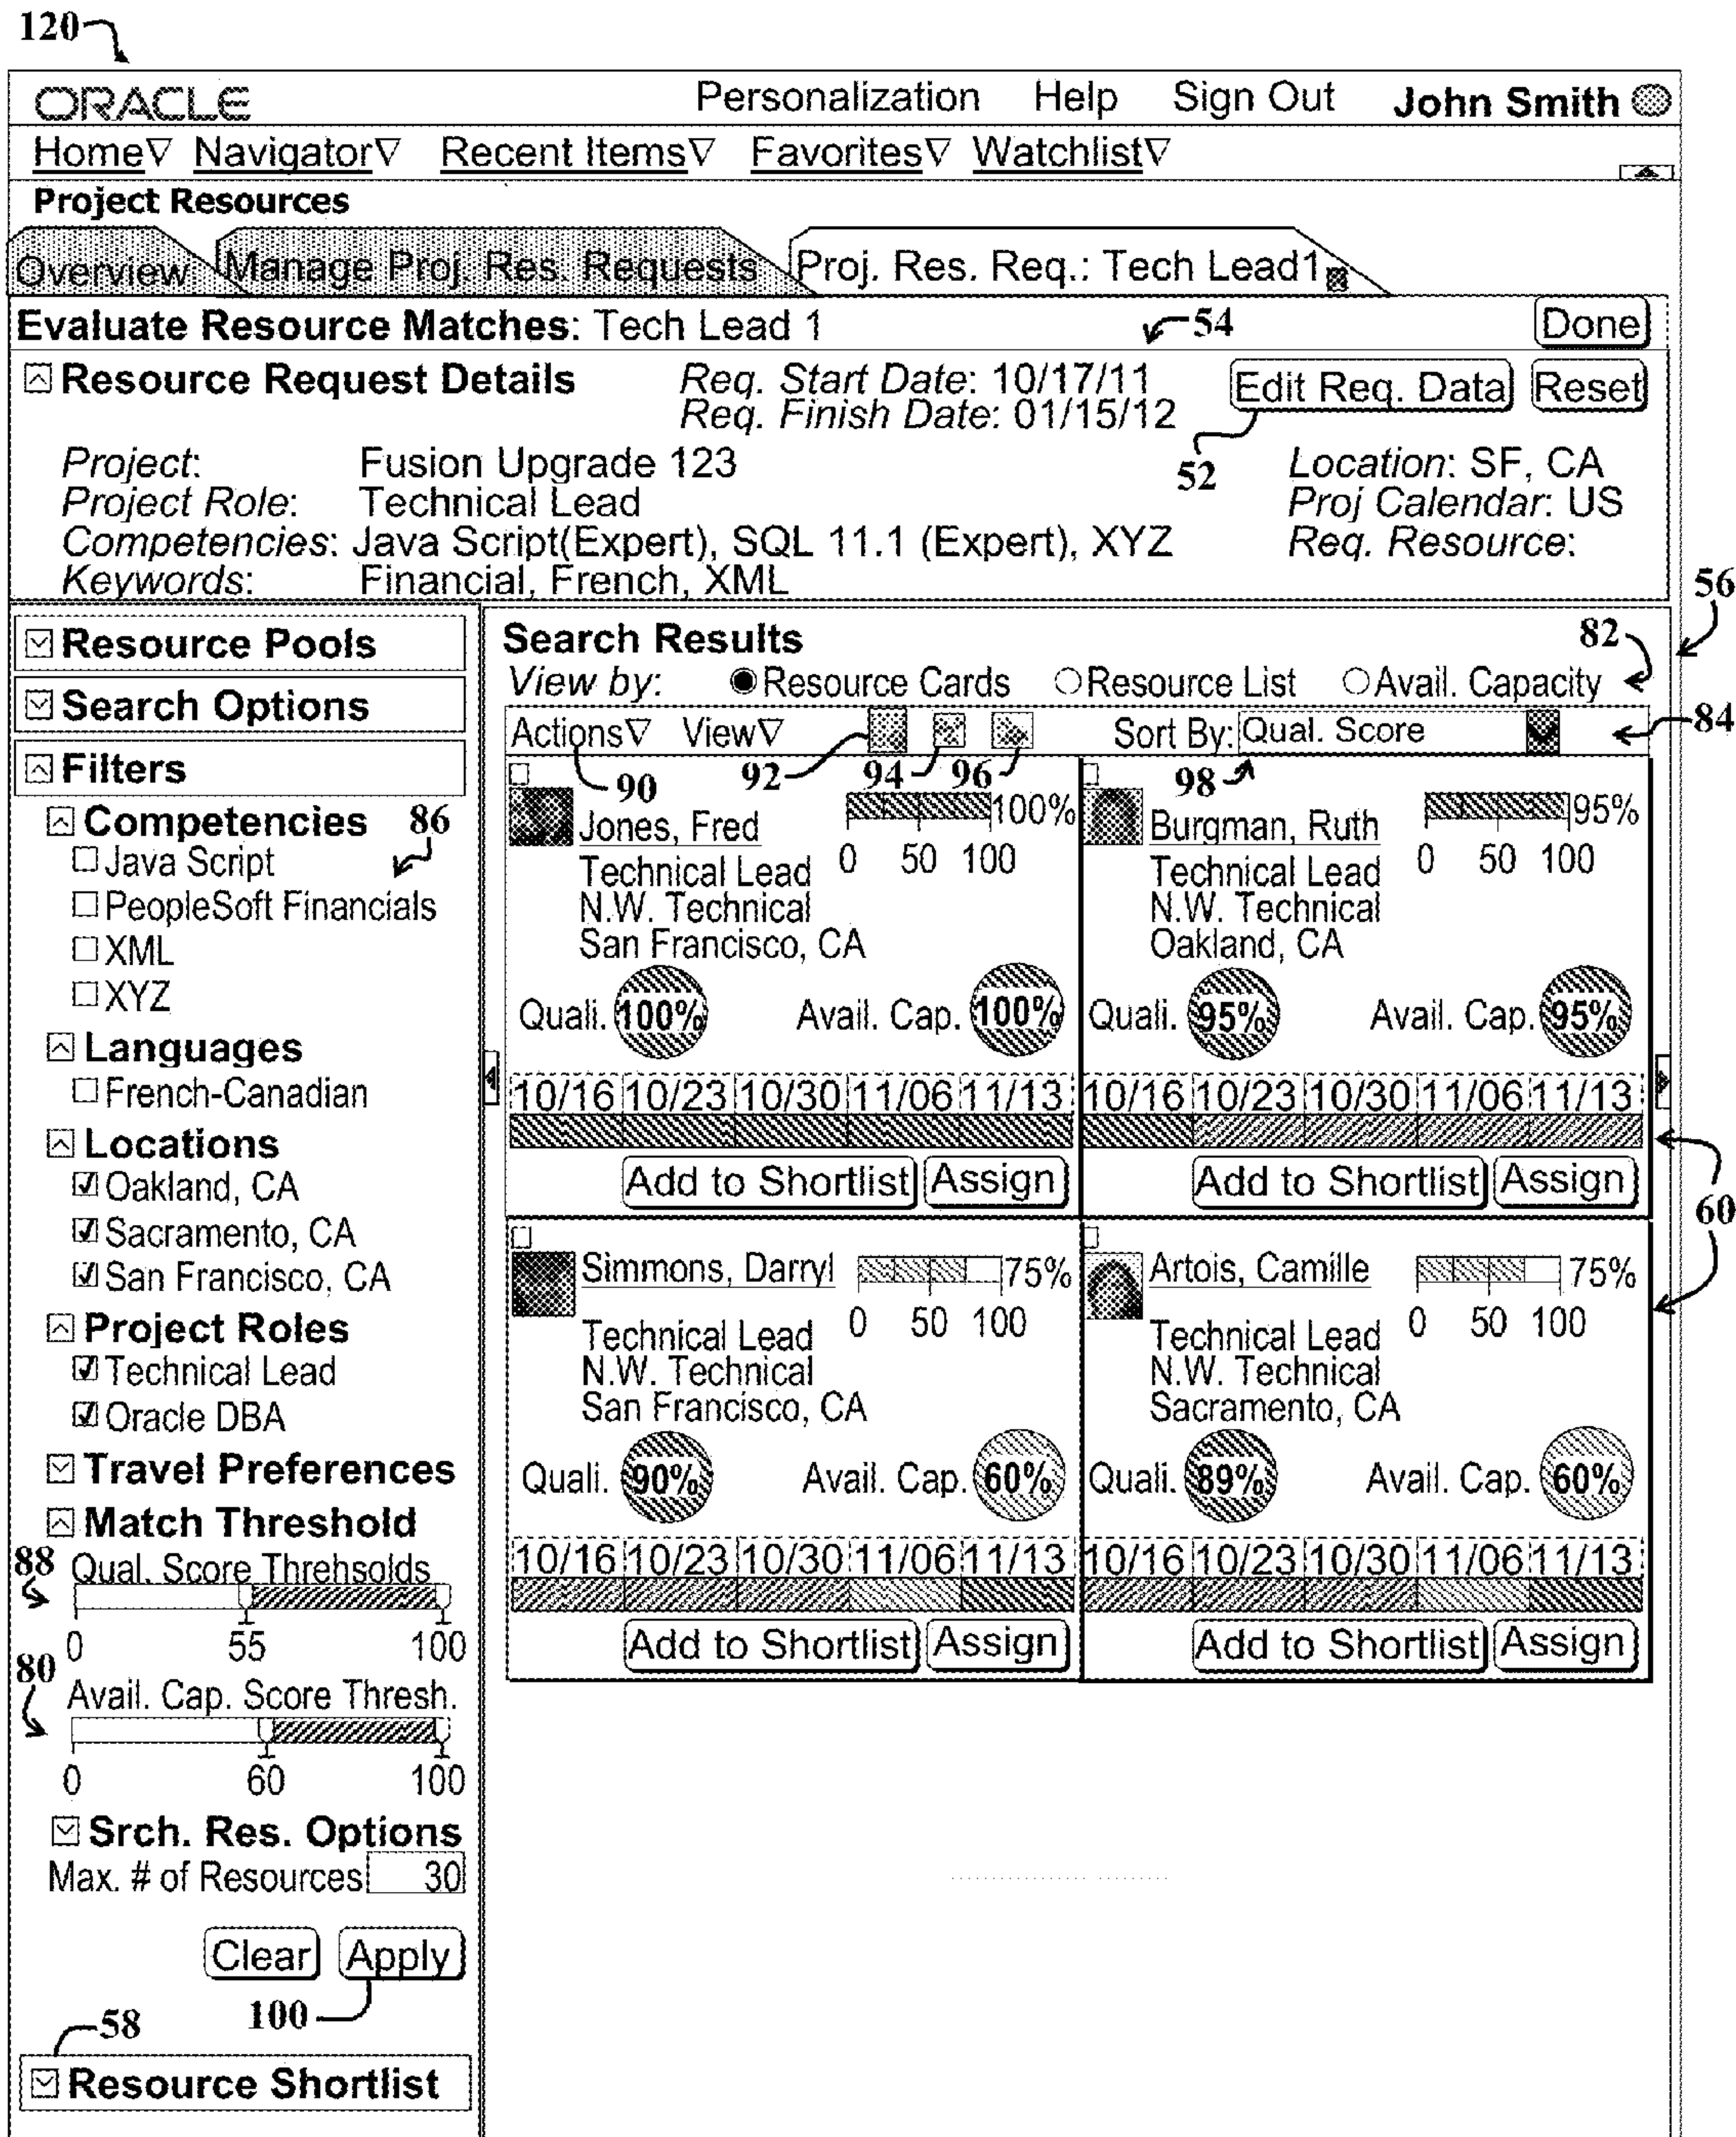 120
ORACLE Personalization Help Sign Out John Smith
Home▽ Navigator▽ Recent Items▽ Favorites▽ Watchlist▽
Project Resources
Overview Manage Proj. Res. Requests Proj. Res. Req.: Tech Lead1
Evaluate Resource Matches: Tech Lead 1 54 Done
Resource Request Details Req. Start Date: 10/17/11 Edit Req. Data Reset
Req. Finish Date: 01/15/12
52
Project: Fusion Upgrade 123 Location: SF, CA
Project Role: Technical Lead Proj Calendar: US
Competencies: Java Script(Expert), SQL 11.1 (Expert), XYZ Req. Resource:
Keywords: Financial, French, XML
56
Resource Pools
Search Options
Filters
Competencies 86
Java Script
PeopleSoft Financials
XML
XYZ
Languages
French-Canadian
Locations
Oakland, CA
Sacramento, CA
San Francisco, CA
Project Roles
Technical Lead
Oracle DBA
Travel Preferences
Match Threshold
88 Qual. Score Threhsolds
0 55 100
80 Avail. Cap. Score Thresh.
0 60 100
Srch. Res. Options
Max. # of Resources 30
Clear Apply
100
58
Resource Shortlist
Search Results 82
View by: Resource Cards Resource List Avail. Capacity
Actions▽ View▽ Sort By: Qual. Score 84
90 92 94 96 98
Jones, Fred 100%
0 50 100
Technical Lead
N.W. Technical
San Francisco, CA
Quali. 100% Avail. Cap. 100%
10/16 10/23 10/30 11/06 11/13
Add to Shortlist Assign
Burgman, Ruth 95%
0 50 100
Technical Lead
N.W. Technical
Oakland, CA
Quali. 95% Avail. Cap. 95%
10/16 10/23 10/30 11/06 11/13
Add to Shortlist Assign
60
Simmons, Darryl 75%
0 50 100
Technical Lead
N.W. Technical
San Francisco, CA
Quali. 90% Avail. Cap. 60%
10/16 10/23 10/30 11/06 11/13
Add to Shortlist Assign
Artois, Camille 75%
0 50 100
Technical Lead
N.W. Technical
Sacramento, CA
Quali. 89% Avail. Cap. 60%
10/16 10/23 10/30 11/06 11/13
Add to Shortlist Assign